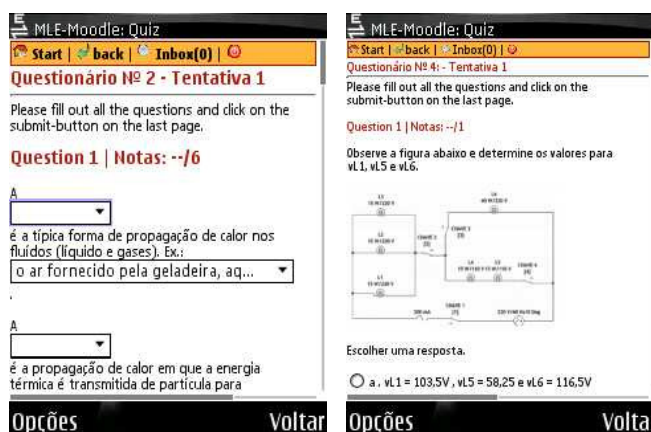 MLE-Moodle: Quiz
Start | back | Inbox(0) |
Questionário Nº 2 - Tentativa 1
Please fill out all the questions and click on the
submit-button on the last page.
Question 1 | Notas: --/6
A
é a típica forma de propagação de calor nos
fluídos (líquido e gases). Ex.:
o ar fornecido pela geladeira, aq...
.
A
é a propagação de calor em que a energia
térmica é transmitida de partícula para
Opções Voltar
MLE-Moodle: Quiz
Start | back | Inbox(0) |
Questionário Nº 4: - Tentativa 1
Please fill out all the questions and click on the
submit-button on the last page.
Question 1 | Notas: --/1
Observe a figura abaixo e determine os valores para
vL1, vL5 e vL6.
Escolher uma resposta.
a . vL1 = 103,5V , vL5 = 58,25 e vL6 = 116,5V
Opções Volta